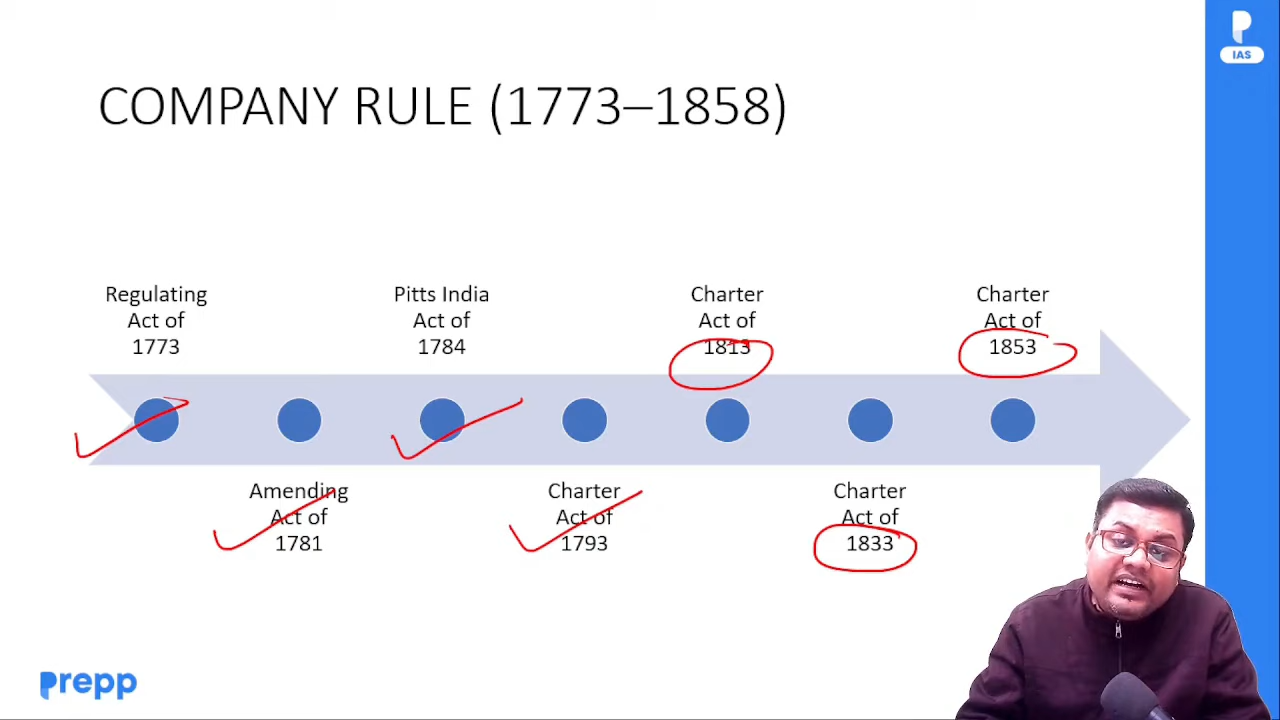 IAS
COMPANY RULE (1773–1858)
Regulating
Act of
1773
Pitts India
Act of
1784
Charter
Act of
1813
Charter
Act of
1853
Amending
Act of
1781
Charter
Act of
1793
Charter
Act of
1833
Prepp